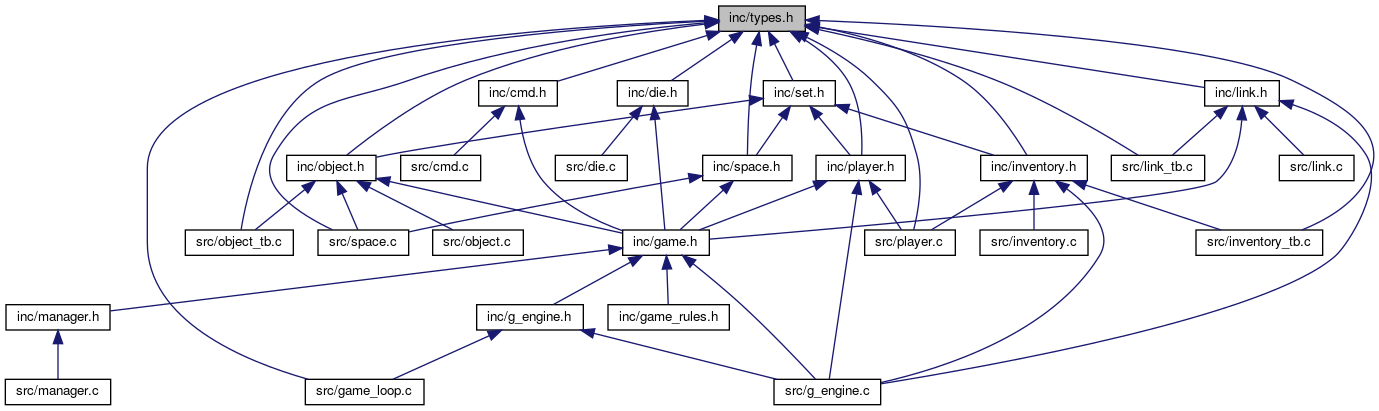 inc/types.h
inc/cmd.h
inc/die.h
inc/set.h
inc/link.h
inc/object.h
src/cmd.c
src/die.c
inc/space.h
inc/player.h
inc/inventory.h
src/link_tb.c
src/link.c
src/object_tb.c
src/space.c
src/object.c
inc/game.h
src/player.c
src/inventory.c
src/inventory_tb.c
inc/manager.h
inc/g_engine.h
inc/game_rules.h
src/manager.c
src/game_loop.c
src/g_engine.c